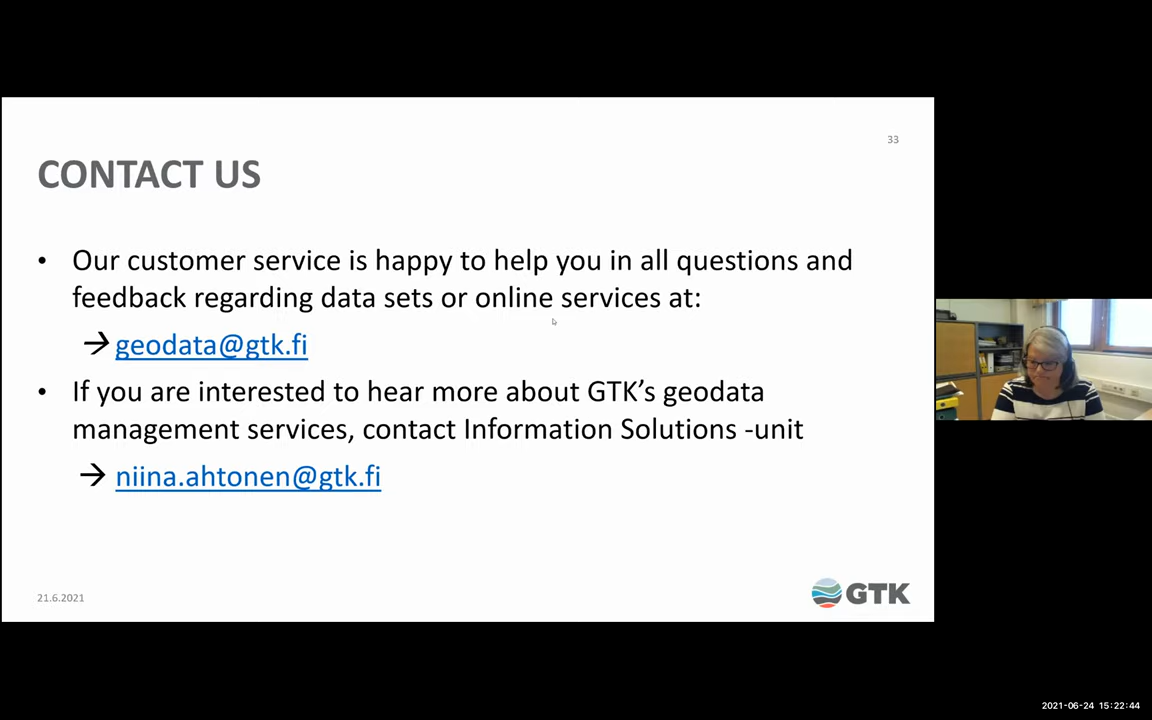 33
CONTACT US
• Our customer service is happy to help you in all questions and
feedback regarding data sets or online services at:
→ geodata@gtk.fi
• If you are interested to hear more about GTK’s geodata
management services, contact Information Solutions -unit
→ niina.ahtonen@gtk.fi
21.6.2021
GTK
2021-06-24 15:22:44